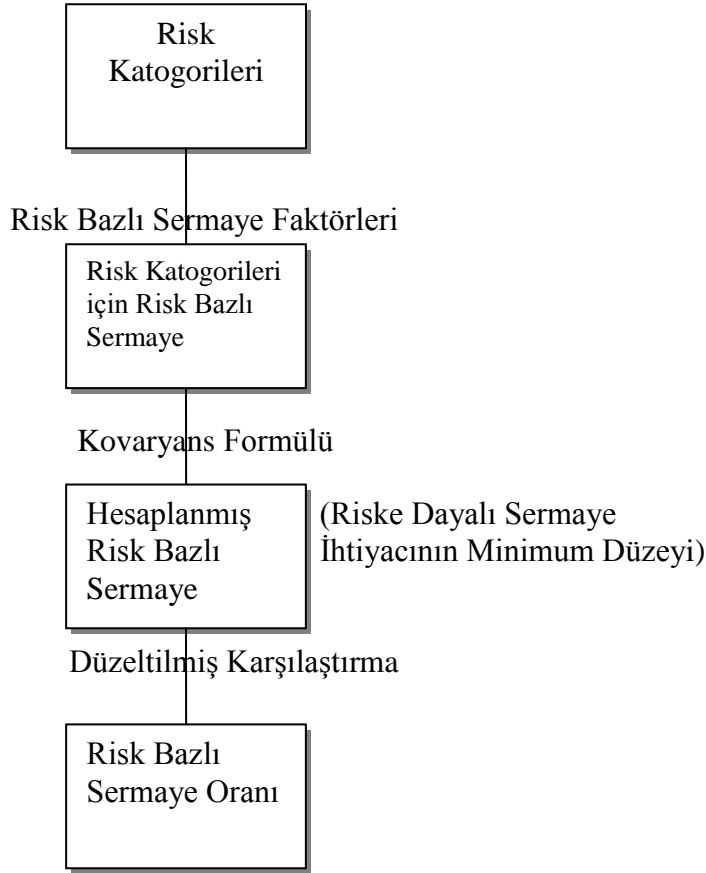 Risk
Katogorileri
Risk Bazlı Sermaye Faktörleri
Risk Katogorileri
için Risk Bazlı
Sermaye
Kovaryans Formülü
Hesaplanmış
Risk Bazlı
Sermaye
(Riske Dayalı Sermaye
İhtiyacının Minimum Düzeyi)
Düzeltilmiş Karşılaştırma
Risk Bazlı
Sermaye Oranı